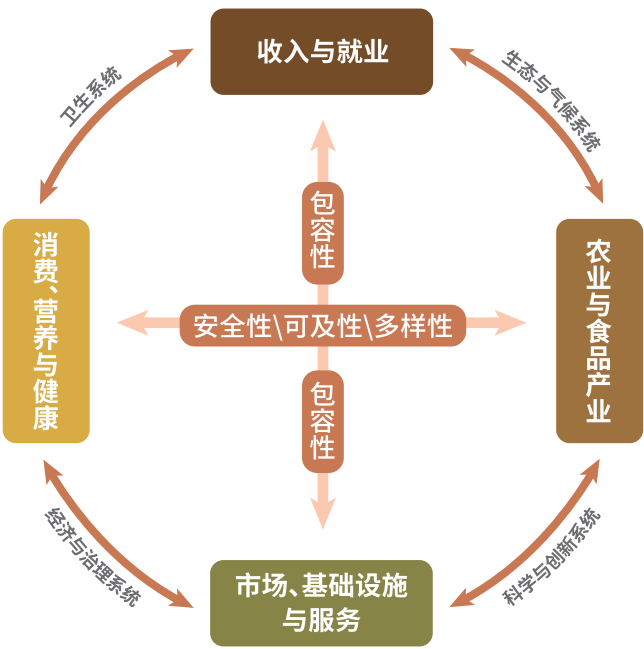 收入与就业
卫生系统
生态与气候系统
包容性
消费、营养与健康
安全性\可及性\多样性
农业与食品产业
包容性
经济与治理系统
科学与创新系统
市场、基础设施
与服务